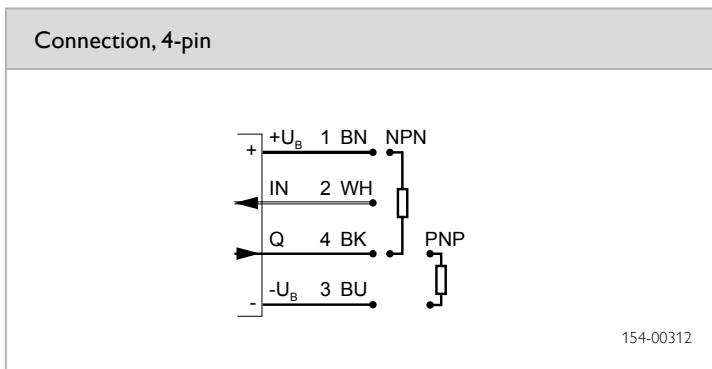 Connection, 4-pin
+U_B 1 BN NPN
+
IN 2 WH
Q 4 BK PNP
-U_B 3 BU
-
154-00312